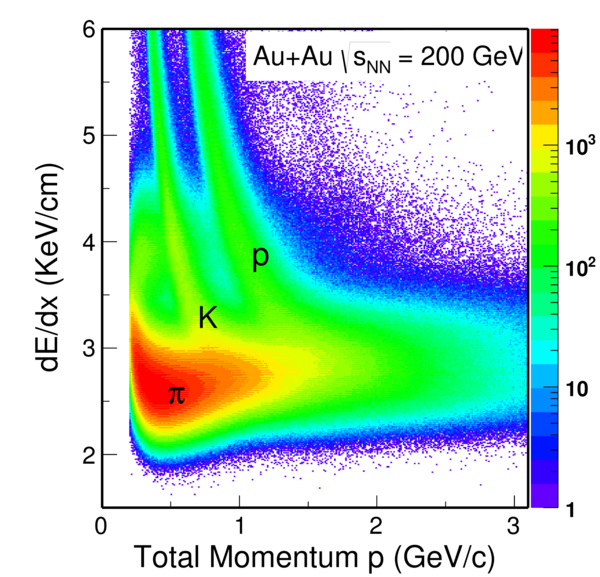 Au+Au √sNN = 200 GeV
6
5
4
3
2
dE/dx (KeV/cm)
p
K
π
0
1
2
3
Total Momentum p (GeV/c)
10³
10²
10
1